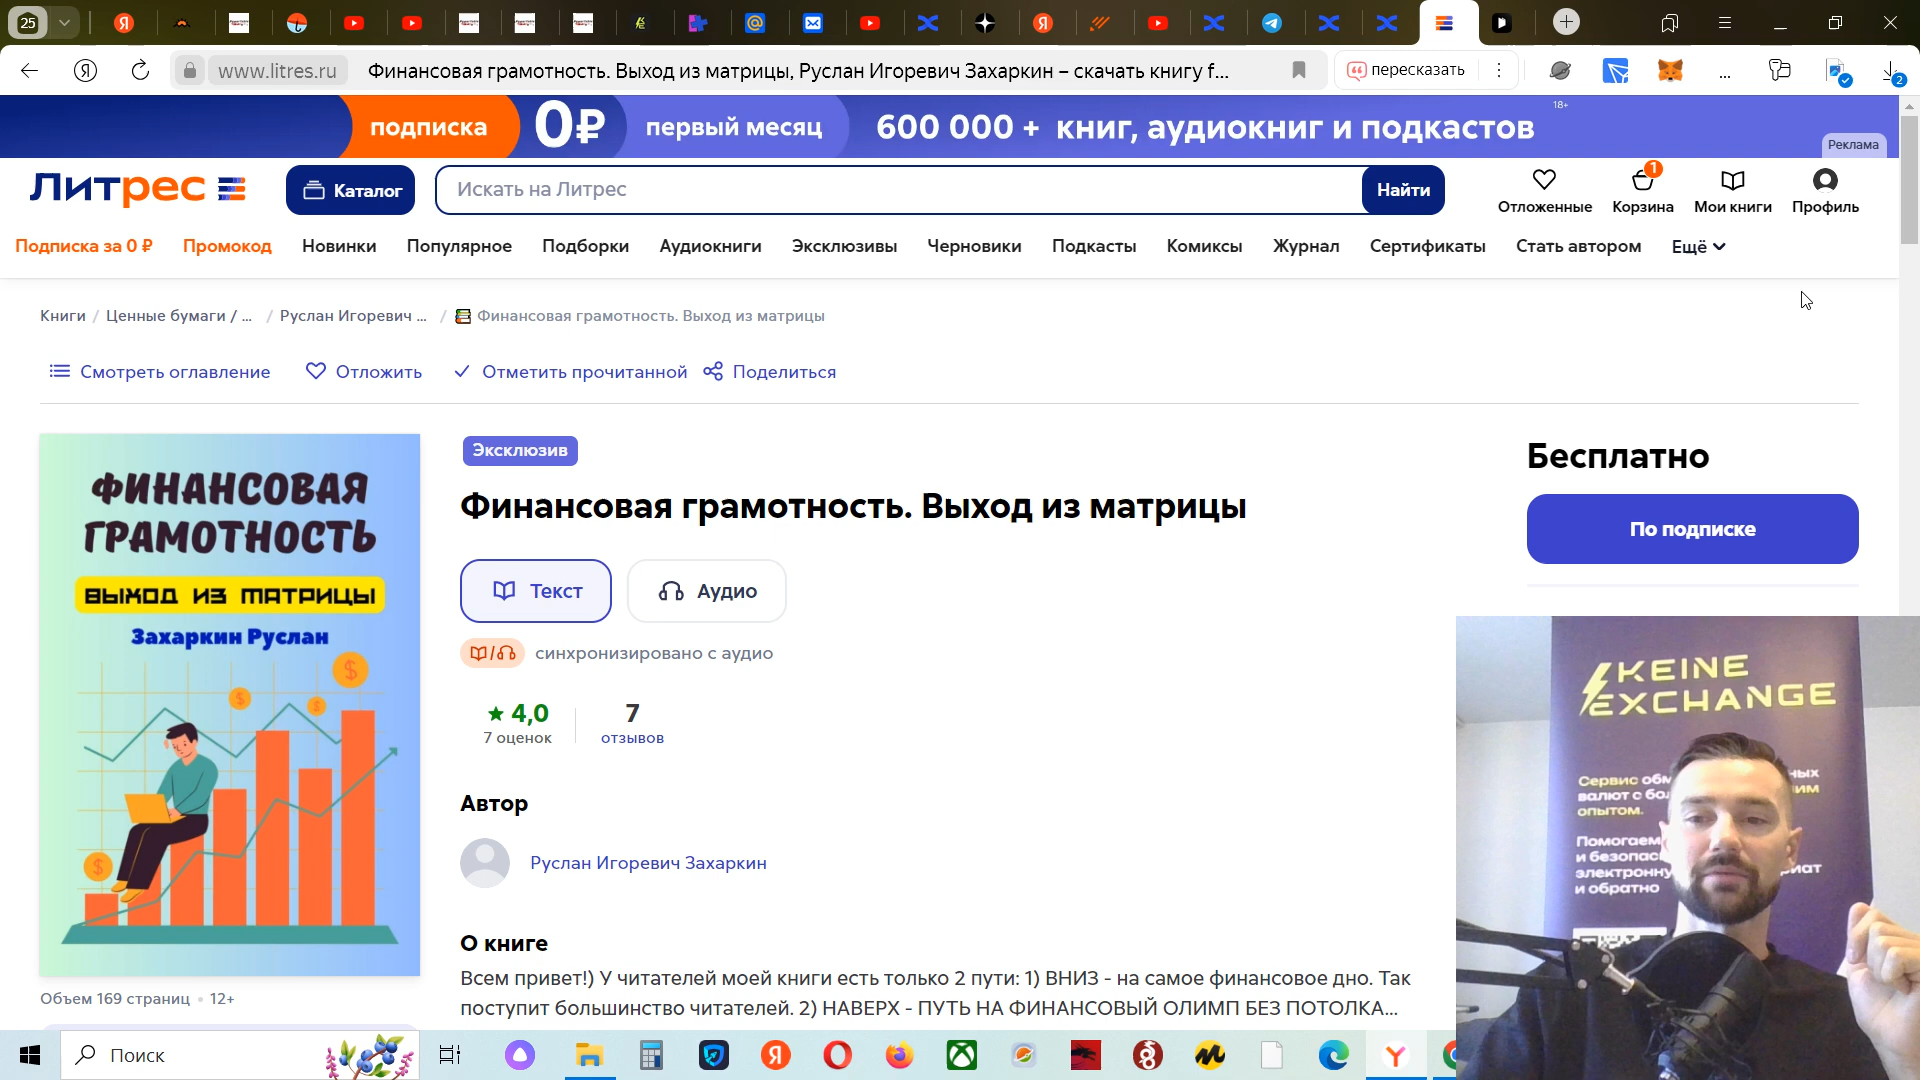 25
www.litres.ru
Финансовая грамотность. Выход из матрицы, Руслан Игоревич Захаркин – скачать книгу f...
пересказать
2
подписка
0₽
первый месяц
600 000 + книг, аудиокниг и подкастов
18+
Реклама
Литрес
Каталог
Искать на Литрес
Найти
Отложенные
1
Корзина
Мои книги
Профиль
Подписка за 0 ₽
Промокод
Новинки
Популярное
Подборки
Аудиокниги
Эксклюзивы
Черновики
Подкасты
Комиксы
Журнал
Сертификаты
Стать автором
Ещё
Книги / Ценные бумаги / ... / Руслан Игоревич ... / Финансовая грамотность. Выход из матрицы
Смотреть оглавление
Отложить
Отметить прочитанной
Поделиться
ФИНАНСОВАЯ
ГРАМОТНОСТЬ
ВЫХОД ИЗ МАТРИЦЫ
Захаркин Руслан
Объем 169 страниц • 12+
Эксклюзив
Финансовая грамотность. Выход из матрицы
Текст
Аудио
синхронизировано с аудио
4,0
7 оценок
7
отзывов
Автор
Руслан Игоревич Захаркин
О книге
Всем привет!) У читателей моей книги есть только 2 пути: 1) ВНИЗ - на самое финансовое дно. Так
поступит большинство читателей. 2) НАВЕРХ - ПУТЬ НА ФИНАНСОВЫЙ ОЛИМП БЕЗ ПОТОЛКА...
Бесплатно
По подписке
KEINE
EXCHANGE
Сервис
валют с
опытом.
Помогаем
и
и обратно
Поиск